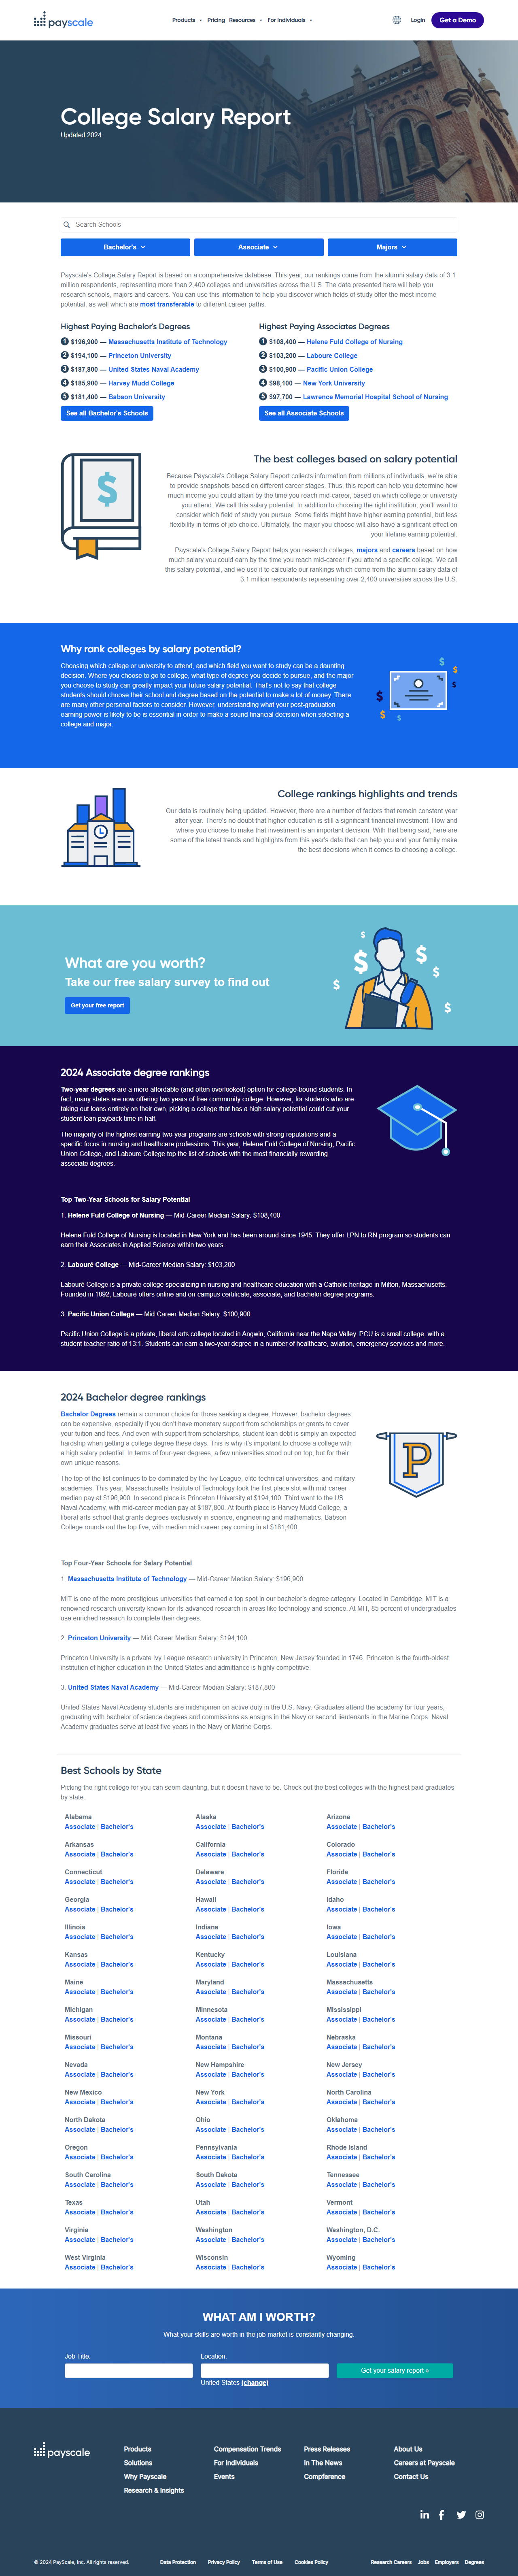 payscale
Products
Pricing
Resources
For Individuals
Login
Get a Demo
College Salary Report
Updated 2024
Search Schools
Bachelor's
Associate
Majors
Payscale's College Salary Report is based on a comprehensive database. This year, our rankings come from the alumni salary data of 3.1
million respondents, representing more than 2,400 colleges and universities across the U.S. The data presented here will help you
research schools, majors and careers. You can use this information to help you discover which fields of study offer the most income
potential, as well which are most transferable to different career paths.
Highest Paying Bachelor's Degrees
1 $196,900 — Massachusetts Institute of Technology
2 $194,100 — Princeton University
3 $187,800 — United States Naval Academy
4 $185,900 — Harvey Mudd College
5 $181,400 — Babson University
See all Bachelor's Schools
Highest Paying Associates Degrees
1 $108,400 — Helene Fuld College of Nursing
2 $103,200 — Laboure College
3 $100,900 — Pacific Union College
4 $98,100 — New York University
5 $97,700 — Lawrence Memorial Hospital School of Nursing
See all Associate Schools
The best colleges based on salary potential
Because Payscale's College Salary Report collects information from millions of individuals, we're able
to provide snapshots based on different career stages. Thus, this report can help you determine how
much income you could attain by the time you reach mid-career, based on which college or university
you attend. We call this salary potential. In addition to choosing the right institution, you'll want to
consider which field of study you pursue. Some fields might have higher earning potential, but less
flexibility in terms of job choice. Ultimately, the major you choose will also have a significant effect on
your lifetime earning potential.
Payscale's College Salary Report helps you research colleges, majors and careers based on how
much salary you could earn by the time you reach mid-career if you attend a specific college. We call
this salary potential, and we use it to calculate our rankings which come from the alumni salary data of
3.1 million respondents representing over 2,400 universities across the U.S.
Why rank colleges by salary potential?
Choosing which college or university to attend, and which field you want to study can be a daunting
decision. Where you choose to go to college, what type of degree you decide to pursue, and the major
you choose to study can greatly impact your future salary potential. That's not to say that college
students should choose their school and degree based on the potential to make a lot of money. There
are many other personal factors to consider. However, understanding what your post-graduation
earning power is likely to be is essential in order to make a sound financial decision when selecting a
college and major.
College rankings highlights and trends
Our data is routinely being updated. However, there are a number of factors that remain constant year
after year. There's no doubt that higher education is still a significant financial investment. How and
where you choose to make that investment is an important decision. With that being said, here are
some of the latest trends and highlights from this year's data that can help you and your family make
the best decisions when it comes to choosing a college.
What are you worth?
Take our free salary survey to find out
Get your free report
2024 Associate degree rankings
Two-year degrees are a more affordable (and often overlooked) option for college-bound students. In
fact, many states are now offering two years of free community college. However, for students who are
taking out loans entirely on their own, picking a college that has a high salary potential could cut your
student loan payback time in half.
The majority of the highest earning two-year programs are schools with strong reputations and a
specific focus in nursing and healthcare professions. This year, Helene Fuld College of Nursing, Pacific
Union College, and Laboure College top the list of schools with the most financially rewarding
associate degrees.
Top Two-Year Schools for Salary Potential
1. Helene Fuld College of Nursing — Mid-Career Median Salary: $108,400
Helene Fuld College of Nursing is located in New York and has been around since 1945. They offer LPN to RN program so students can
earn their Associates in Applied Science within two years.
2. Labouré College — Mid-Career Median Salary: $103,200
Labouré College is a private college specializing in nursing and healthcare education with a Catholic heritage in Milton, Massachusetts.
Founded in 1892, Labouré offers online and on-campus certificate, associate, and bachelor degree programs.
3. Pacific Union College — Mid-Career Median Salary: $100,900
Pacific Union College is a private, liberal arts college located in Angwin, California near the Napa Valley. PCU is a small college, with a
student teacher ratio of 13:1. Students can earn a two-year degree in a number of healthcare, aviation, emergency services and more.
2024 Bachelor degree rankings
Bachelor Degrees remain a common choice for those seeking a degree. However, bachelor degrees
can be expensive, especially if you don't have monetary support from scholarships or grants to cover
your tuition and fees. And even with support from scholarships, student loan debt is simply an expected
hardship when getting a college degree these days. This is why it's important to choose a college with
a high salary potential. In terms of four-year degrees, a few universities stood out on top, but for their
own unique reasons.
The top of the list continues to be dominated by the Ivy League, elite technical universities, and military
academies. This year, Massachusetts Institute of Technology took the first place slot with mid-career
median pay at $196,900. In second place is Princeton University at $194,100. Third went to the US
Naval Academy, with mid-career median pay at $187,800. At fourth place is Harvey Mudd College, a
liberal arts school that grants degrees exclusively in science, engineering and mathematics. Babson
College rounds out the top five, with median mid-career pay coming in at $181,400.
P
Top Four-Year Schools for Salary Potential
1. Massachusetts Institute of Technology — Mid-Career Median Salary: $196,900
MIT is one of the more prestigious universities that earned a top spot in our bachelor's degree category. Located in Cambridge, MIT is a
renowned research university known for its advanced research in areas like technology and science. At MIT, 85 percent of undergraduates
use enriched research to complete their degrees.
2. Princeton University — Mid-Career Median Salary: $194,100
Princeton University is a private Ivy League research university in Princeton, New Jersey founded in 1746. Princeton is the fourth-oldest
institution of higher education in the United States and admittance is highly competitive.
3. United States Naval Academy — Mid-Career Median Salary: $187,800
United States Naval Academy students are midshipmen on active duty in the U.S. Navy. Graduates attend the academy for four years,
graduating with bachelor of science degrees and commissions as ensigns in the Navy or second lieutenants in the Marine Corps. Naval
Academy graduates serve at least five years in the Navy or Marine Corps.
Best Schools by State
Picking the right college for you can seem daunting, but it doesn't have to be. Check out the best colleges with the highest paid graduates
by state.
Alabama Alaska Arizona
Associate | Bachelor's Associate | Bachelor's Associate | Bachelor's
Arkansas California Colorado
Associate | Bachelor's Associate | Bachelor's Associate | Bachelor's
Connecticut Delaware Florida
Associate | Bachelor's Associate | Bachelor's Associate | Bachelor's
Georgia Hawaii Idaho
Associate | Bachelor's Associate | Bachelor's Associate | Bachelor's
Illinois Indiana Iowa
Associate | Bachelor's Associate | Bachelor's Associate | Bachelor's
Kansas Kentucky Louisiana
Associate | Bachelor's Associate | Bachelor's Associate | Bachelor's
Maine Maryland Massachusetts
Associate | Bachelor's Associate | Bachelor's Associate | Bachelor's
Michigan Minnesota Mississippi
Associate | Bachelor's Associate | Bachelor's Associate | Bachelor's
Missouri Montana Nebraska
Associate | Bachelor's Associate | Bachelor's Associate | Bachelor's
Nevada New Hampshire New Jersey
Associate | Bachelor's Associate | Bachelor's Associate | Bachelor's
New Mexico New York North Carolina
Associate | Bachelor's Associate | Bachelor's Associate | Bachelor's
North Dakota Ohio Oklahoma
Associate | Bachelor's Associate | Bachelor's Associate | Bachelor's
Oregon Pennsylvania Rhode Island
Associate | Bachelor's Associate | Bachelor's Associate | Bachelor's
South Carolina South Dakota Tennessee
Associate | Bachelor's Associate | Bachelor's Associate | Bachelor's
Texas Utah Vermont
Associate | Bachelor's Associate | Bachelor's Associate | Bachelor's
Virginia Washington Washington, D.C.
Associate | Bachelor's Associate | Bachelor's Associate | Bachelor's
West Virginia Wisconsin Wyoming
Associate | Bachelor's Associate | Bachelor's Associate | Bachelor's
WHAT AM I WORTH?
What your skills are worth in the job market is constantly changing.
Job Title:
Location:
Get your salary report »
United States (change)
payscale
Products
Solutions
Why Payscale
Research & Insights
Compensation Trends
For Individuals
Events
Press Releases
In The News
Compference
About Us
Careers at Payscale
Contact Us
© 2024 PayScale, Inc. All rights reserved.
Data Protection
Privacy Policy
Terms of Use
Cookies Policy
Research Careers
Jobs
Employers
Degrees